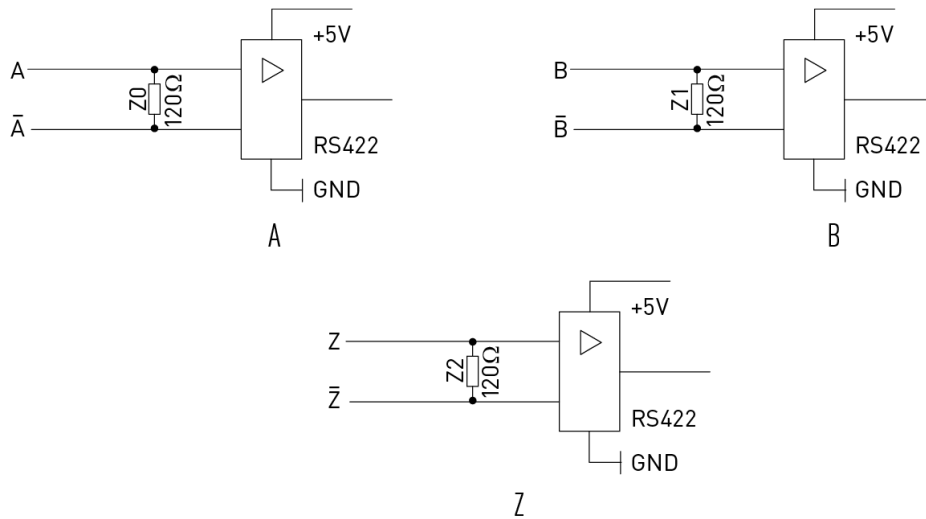 +5V
A
Z0
120Ω
A̅
RS422
GND
A
+5V
B
Z1
120Ω
B̅
RS422
GND
B
+5V
Z
Z2
120Ω
Z̅
RS422
GND
Z